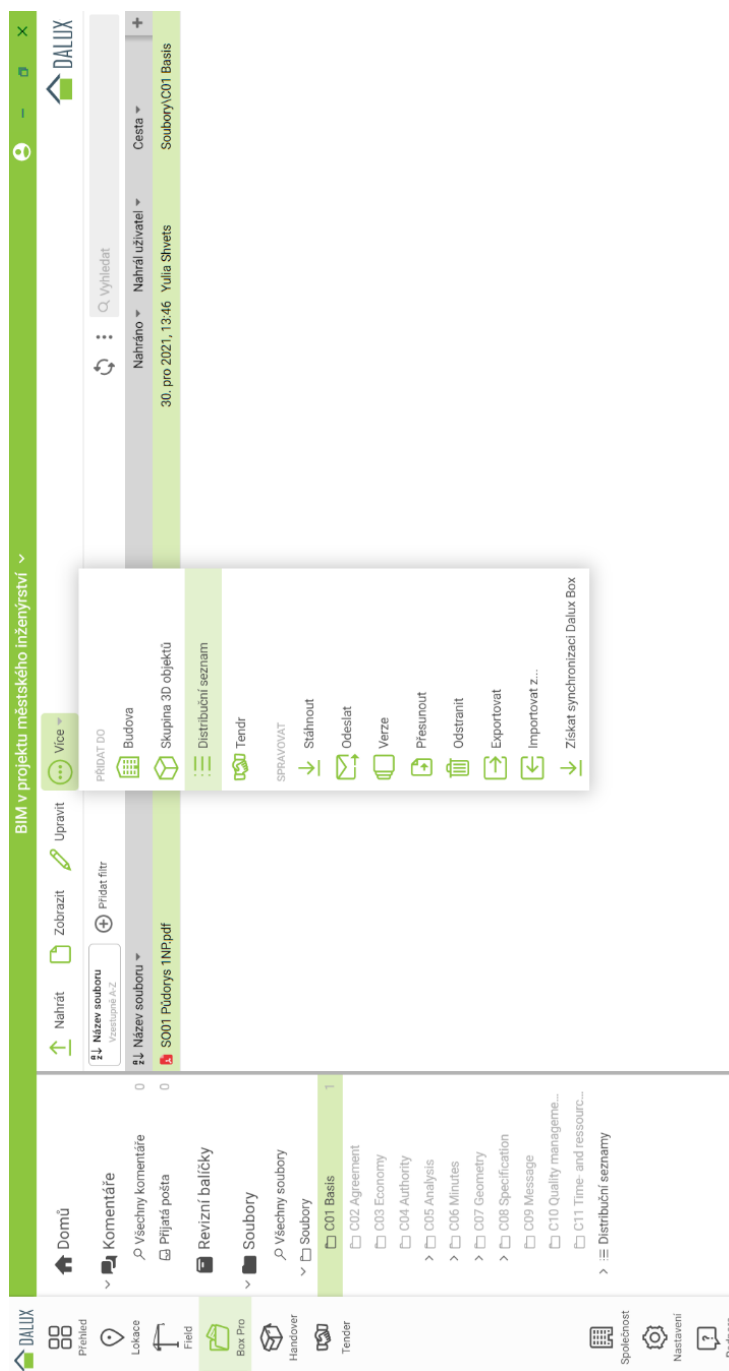 DALUX
BIM v projektu městského inženýrství
Přehled
Lokace
Field
Box Pro
Handover
Tender
Společnost
Nastavení
Domů
Komentáře
Všechny komentáře 0
Přijatá pošta 0
Revizní balíčky
Soubory
Všechny soubory
Soubory
C01 Basis 1
C02 Agreement
C03 Economy
C04 Authority
C05 Analysis
C06 Minutes
C07 Geometry
C08 Specification
C09 Message
C10 Quality manageme...
C11 Time- and ressourc...
Distribuční seznamy
Nahrát Zobrazit Upravit Více
DALUX
Název souboru
Vzestupně A-Z
Přidat filtr
Vyhledat
Název souboru Nahráno Nahrál uživatel Cesta +
SO01 Půdorys 1NP.pdf 30. pro 2021, 13:46 Yulia Shvets Soubory\C01 Basis
PŘIDAT DO
Budova
Skupina 3D objektů
Distribuční seznam
Tendr
SPRAVOVAT
Stáhnout
Odeslat
Verze
Přesunout
Odstranit
Exportovat
Importovat z...
Získat synchronizaci Dalux Box